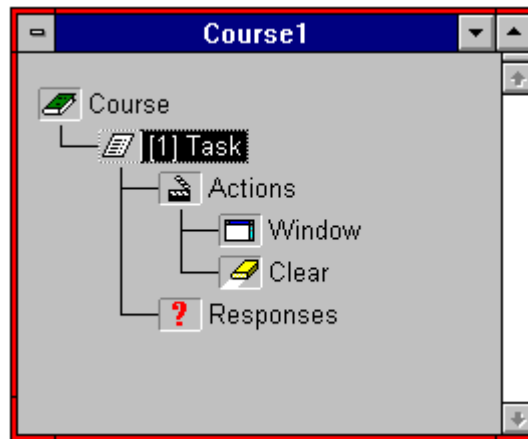 Course1
Course
[1] Task
Actions
Window
Clear
Responses